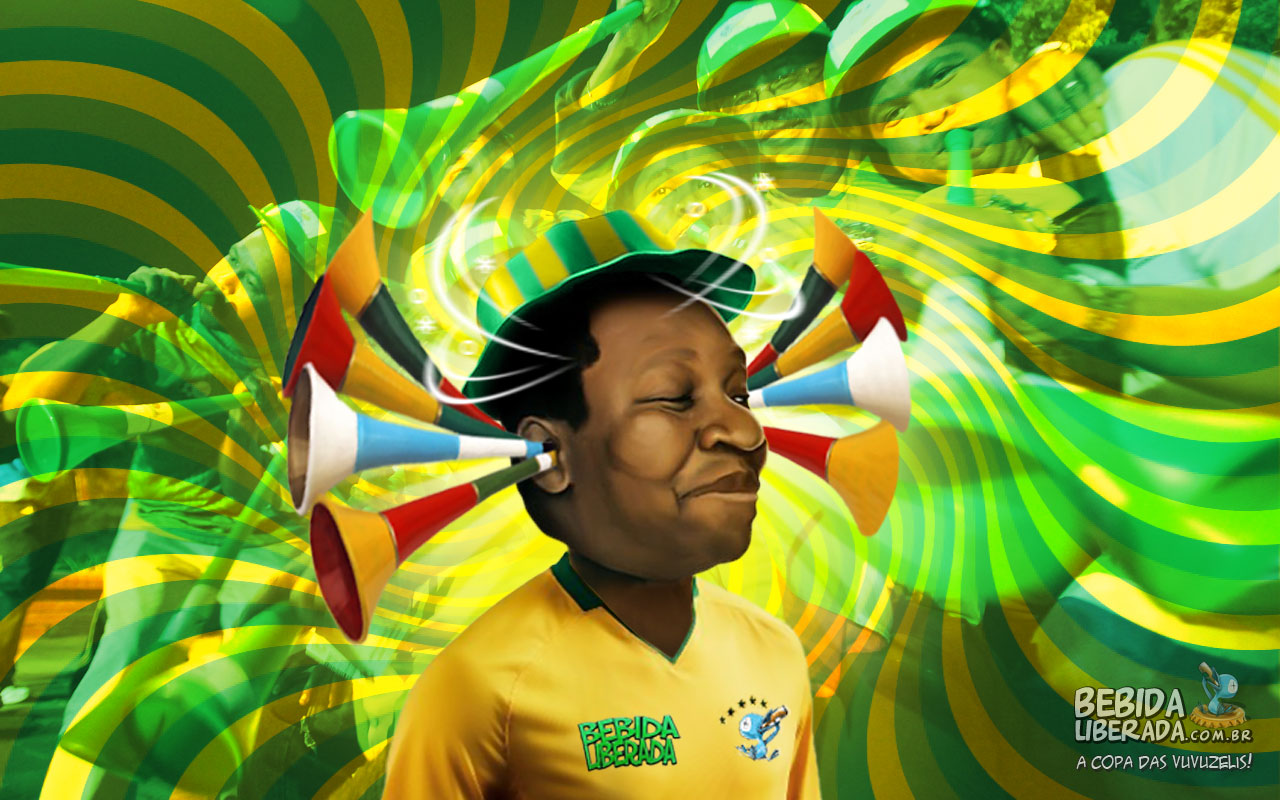 BEBIDA
LIBERADA
BEBIDA
LIBERADA.COM.BR
A COPA DAS VUVUZELIS!